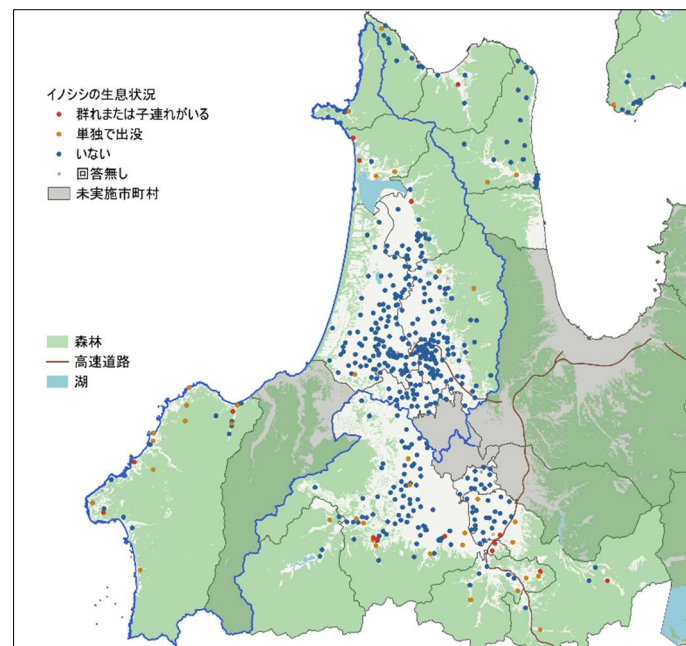 イノシシの生息状況
群れまたは子連れがいる
単独で出没
いない
回答無し
未実施市町村
森林
高速道路
湖